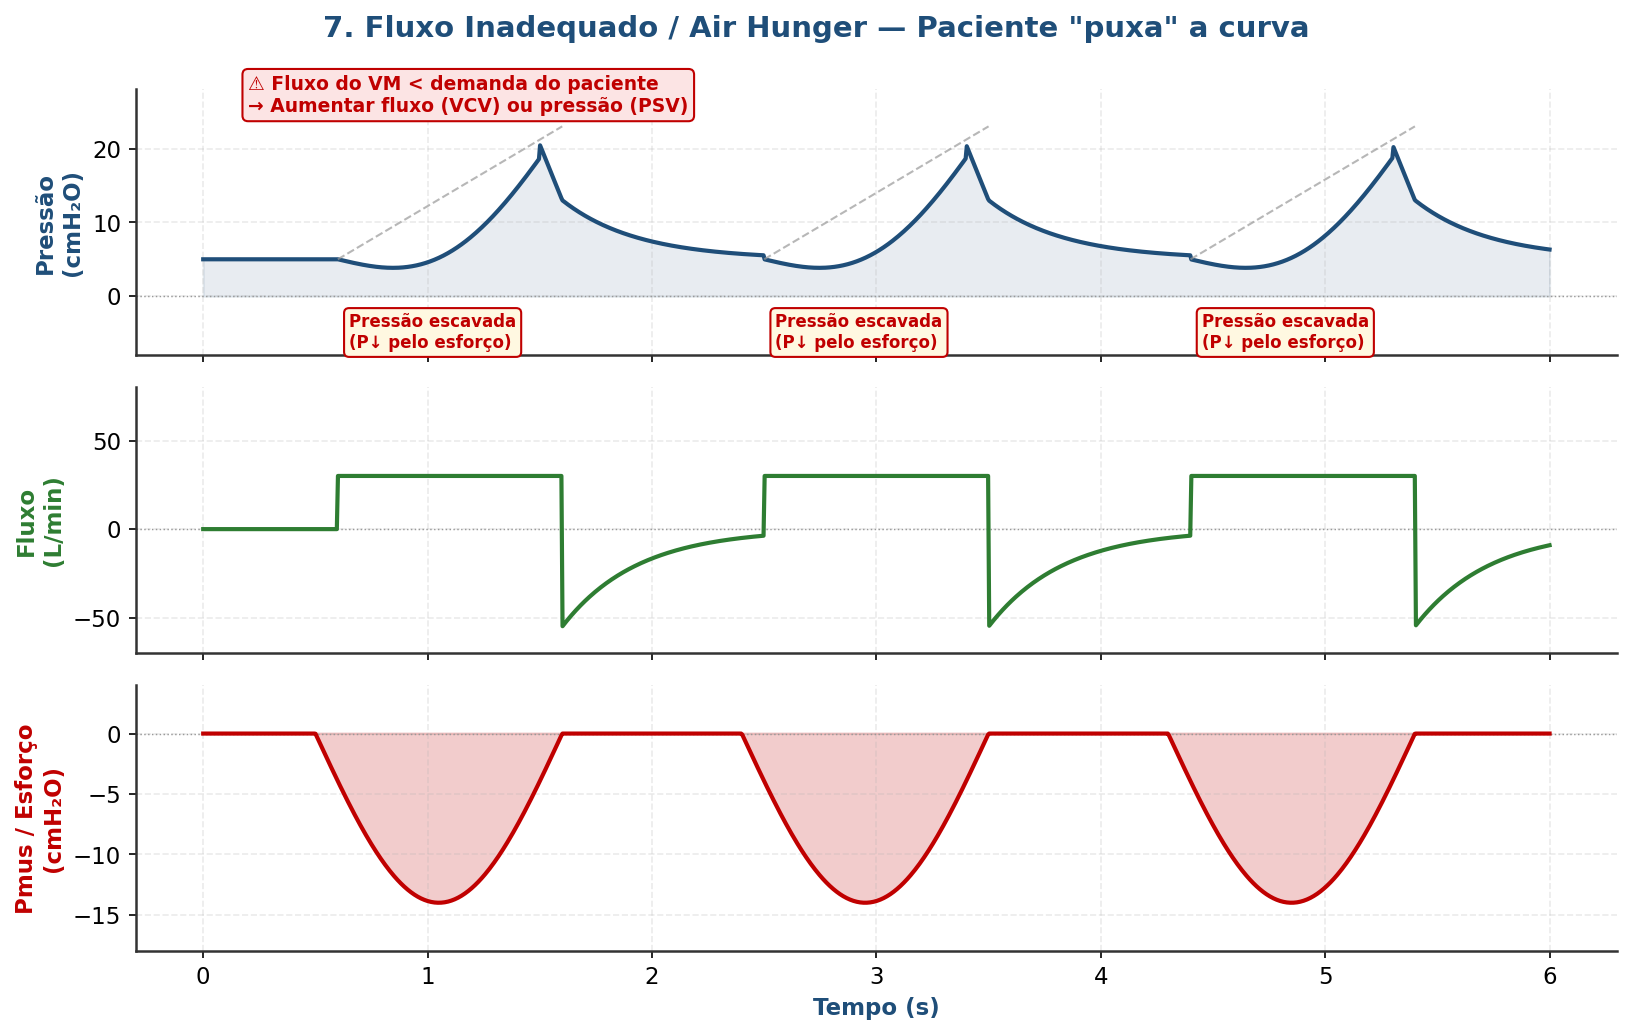 7. Fluxo Inadequado / Air Hunger — Paciente "puxa" a curva
⚠ Fluxo do VM < demanda do paciente
→ Aumentar fluxo (VCV) ou pressão (PSV)
Pressão
(cmH₂O)
20
10
0
Pressão escavada
(P↓ pelo esforço)
Pressão escavada
(P↓ pelo esforço)
Pressão escavada
(P↓ pelo esforço)
Fluxo
(L/min)
50
0
−50
Pmus / Esforço
(cmH₂O)
0
−5
−10
−15
0 1 2 3 4 5 6
Tempo (s)